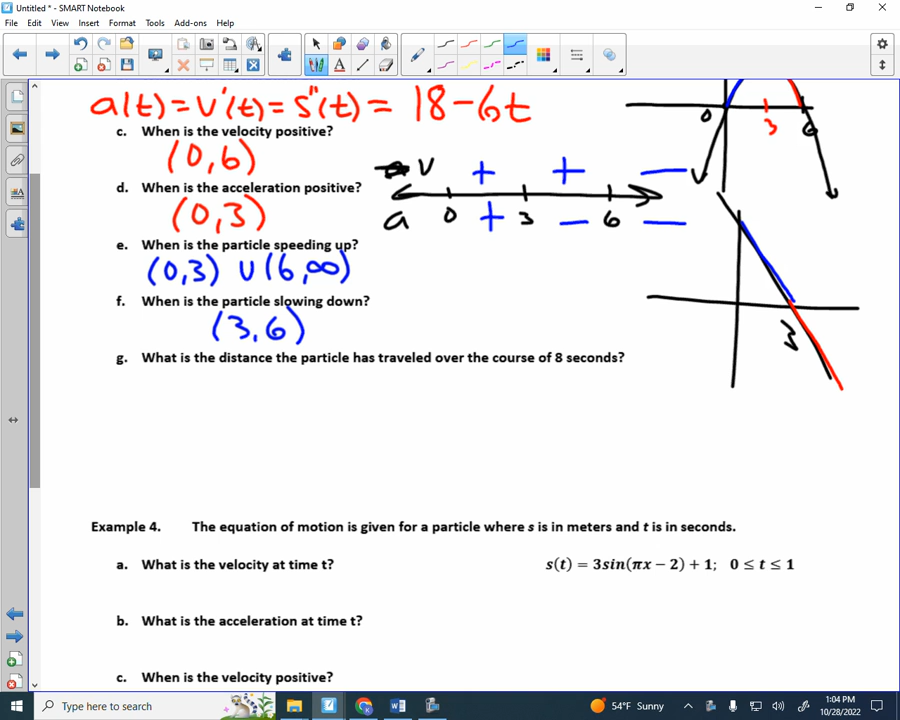 Untitled * - SMART Notebook
File Edit View Insert Format Tools Add-ons Help
a(t) = v'(t) = s"(t) = 18 - 6t
c. When is the velocity positive?
(0,6)
d. When is the acceleration positive?
(0,3)
e. When is the particle speeding up?
(0,3) ∪ (6,∞)
f. When is the particle slowing down?
(3,6)
v + + —
a 0 + 3 — 6 —
0 3 6
3
g. What is the distance the particle has traveled over the course of 8 seconds?
Example 4. The equation of motion is given for a particle where s is in meters and t is in seconds.
a. What is the velocity at time t? s(t) = 3sin(πx − 2) + 1; 0 ≤ t ≤ 1
b. What is the acceleration at time t?
c. When is the velocity positive?
Type here to search
54°F Sunny
1:04 PM
10/28/2022